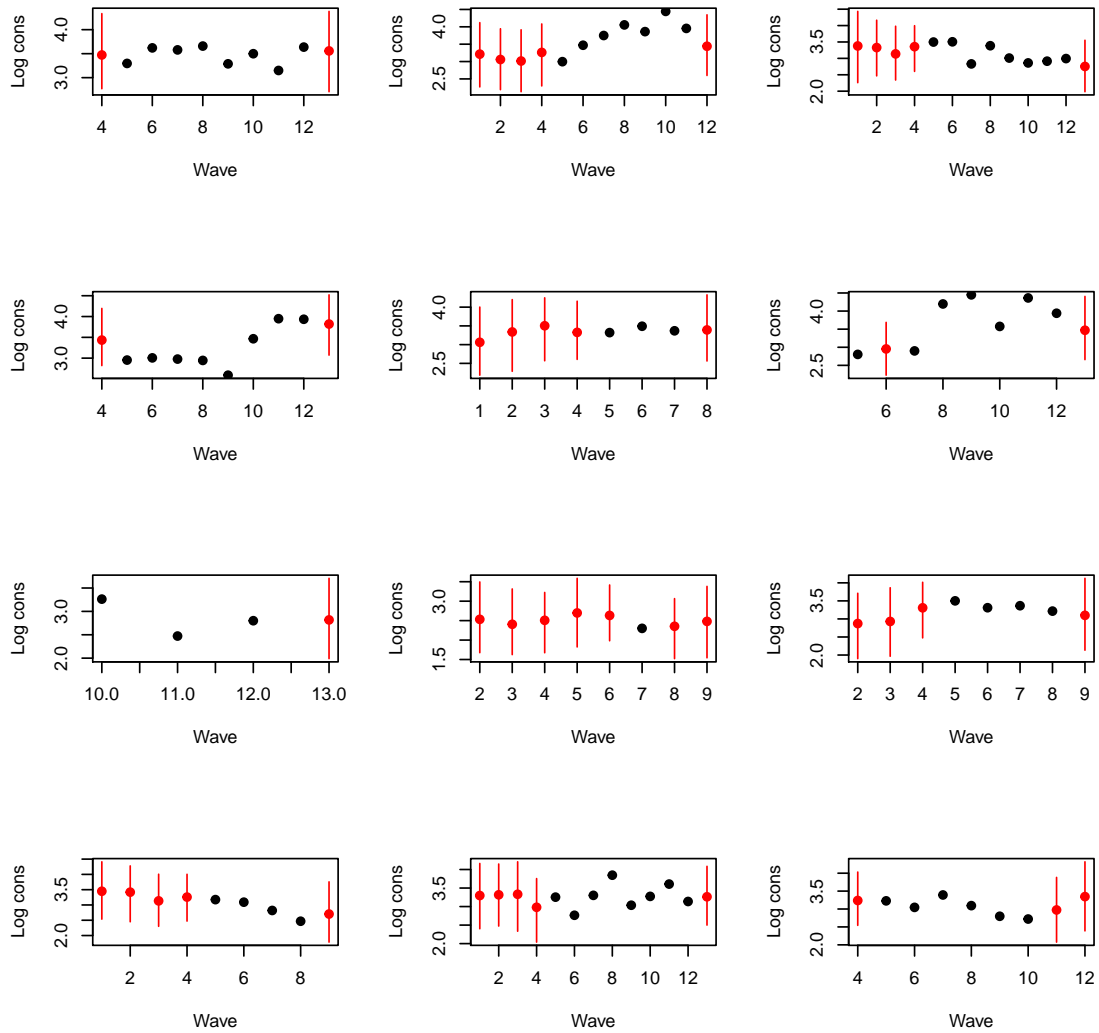 Log cons 3.0 4.0
4 6 8 10 12
Wave
Log cons 2.5 4.0
2 4 6 8 10 12
Wave
Log cons 2.0 3.5
2 4 6 8 10 12
Wave
Log cons 3.0 4.0
4 6 8 10 12
Wave
Log cons 2.5 4.0
1 2 3 4 5 6 7 8
Wave
Log cons 2.5 4.0
6 8 10 12
Wave
Log cons 2.0 3.0
10.0 11.0 12.0 13.0
Wave
Log cons 1.5 3.0
2 3 4 5 6 7 8 9
Wave
Log cons 2.0 3.5
2 3 4 5 6 7 8 9
Wave
Log cons 2.0 3.5
2 4 6 8
Wave
Log cons 2.0 3.5
2 4 6 8 10 12
Wave
Log cons 2.0 3.5
4 6 8 10 12
Wave